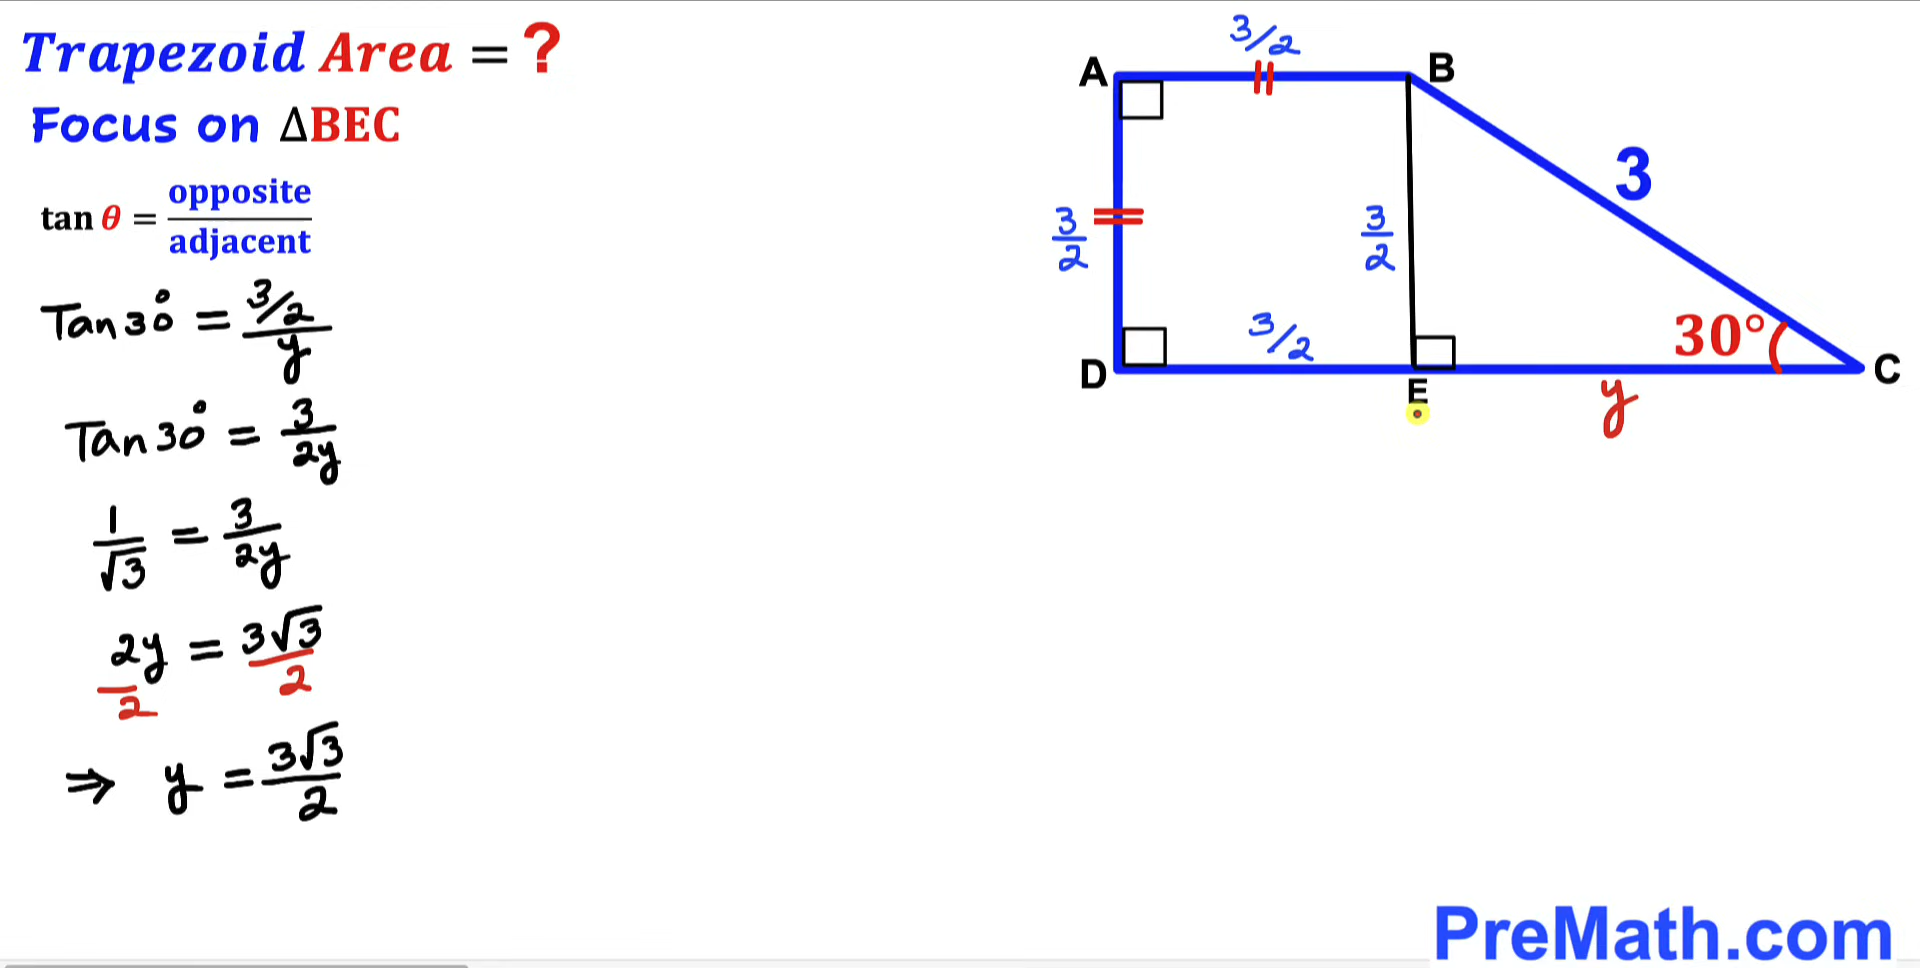 Trapezoid Area = ?
Focus on ΔBEC
tan θ = opposite / adjacent
Tan 30° = 3/2 / y
Tan 30° = 3 / 2y
1 / √3 = 3 / 2y
2y / 2 = 3√3 / 2
⇒ y = 3√3 / 2
3/2
A
B
3
3/2
3/2
3/2
30°
D
E
C
y
PreMath.com